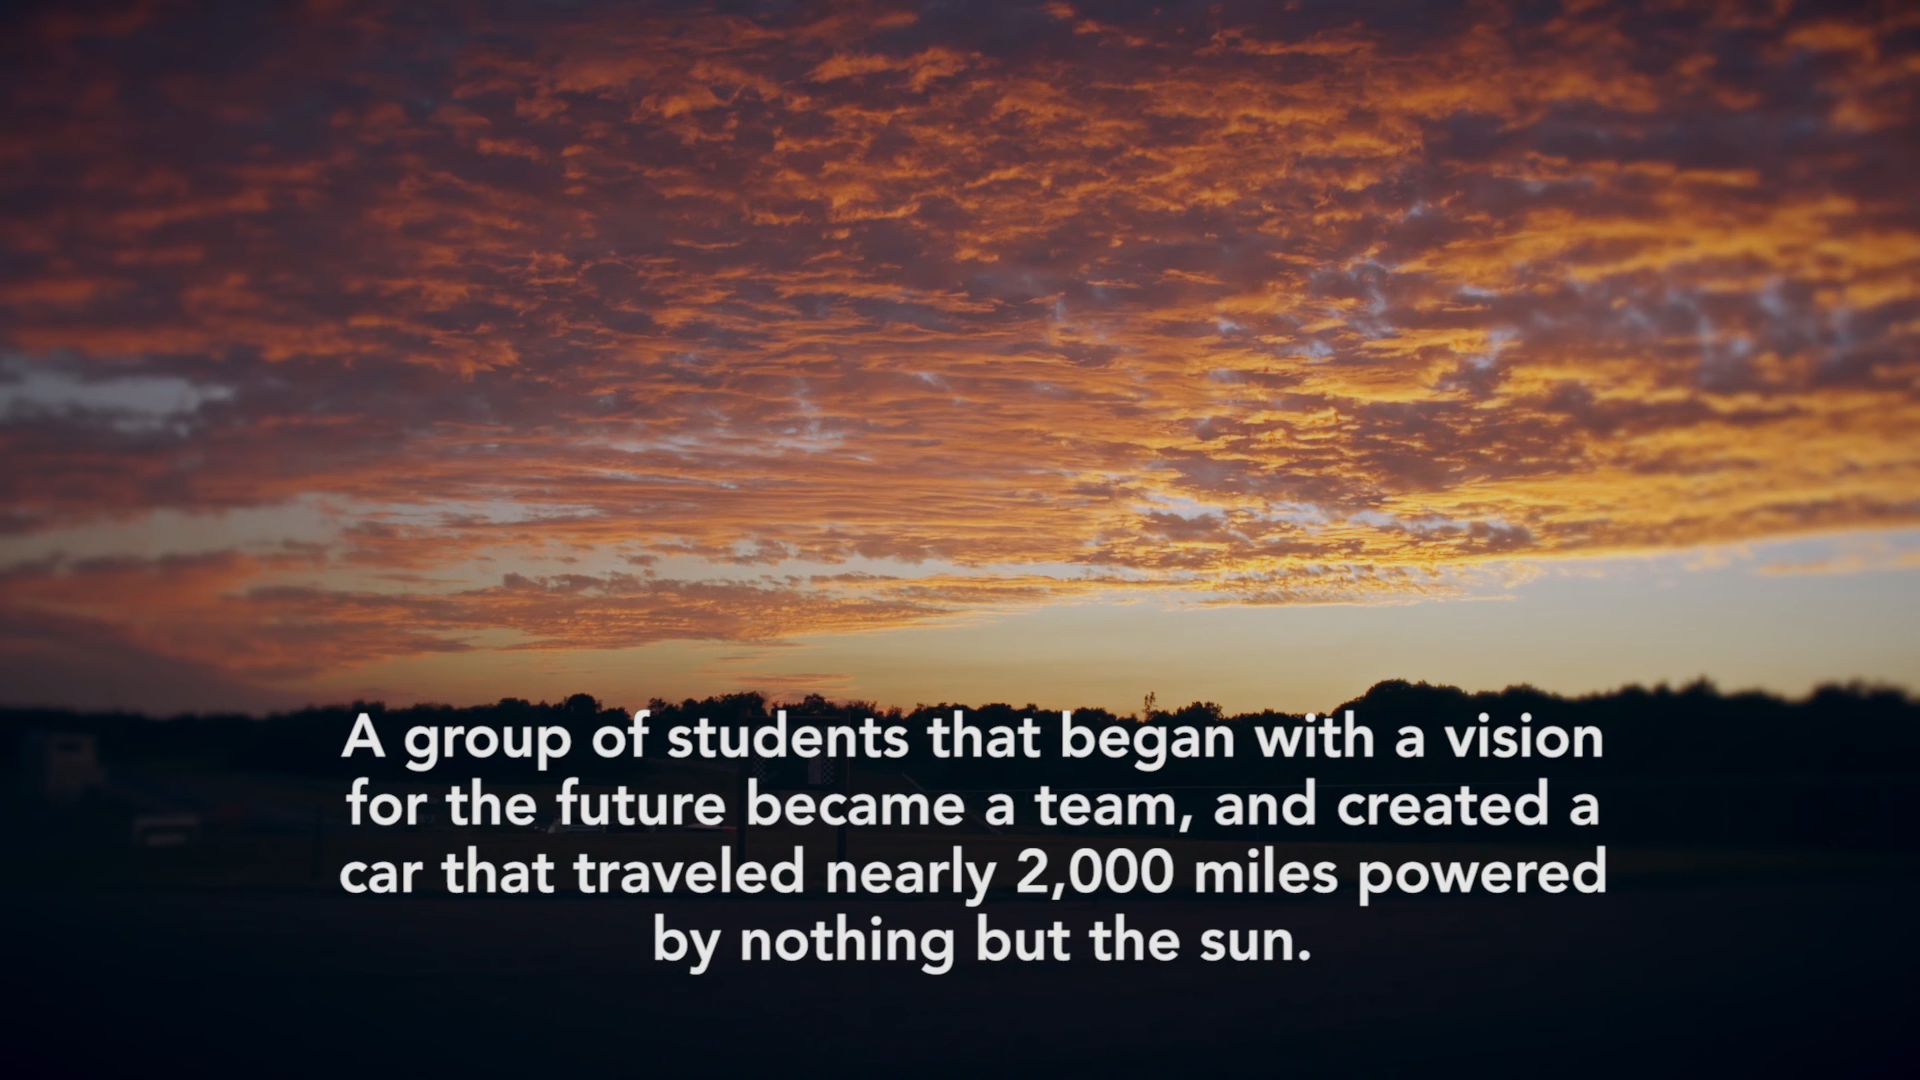 A group of students that began with a vision
for the future became a team, and created a
car that traveled nearly 2,000 miles powered
by nothing but the sun.